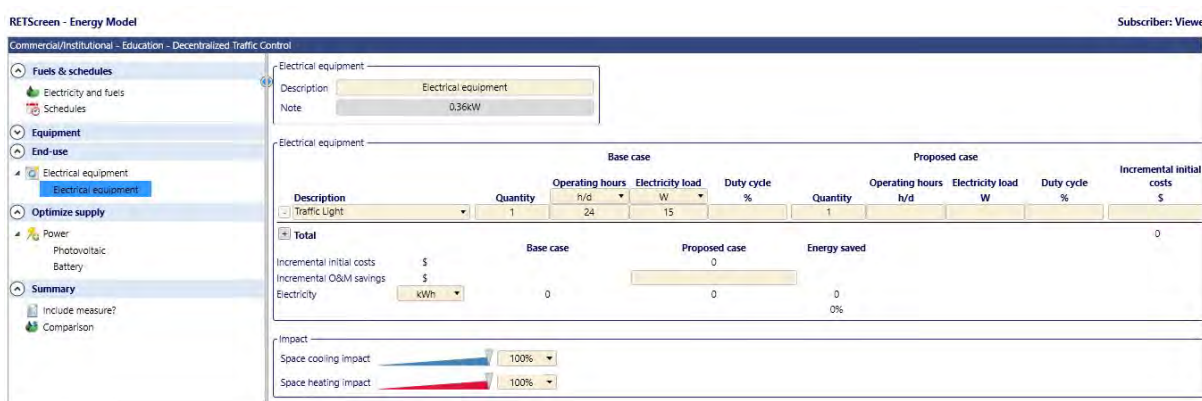 RETScreen - Energy Model
Subscriber: Viewe
Commercial/Institutional - Education - Decentralized Traffic Control
Fuels & schedules
Electricity and fuels
Schedules
Equipment
End-use
Electrical equipment
Electrical equipment
Optimize supply
Power
Photovoltaic
Battery
Summary
Include measure?
Comparison
Electrical equipment
Description Electrical equipment
Note 0.36kW
Electrical equipment
Base case Proposed case
Incremental initial
Operating hours Electricity load Duty cycle Operating hours Electricity load Duty cycle costs
Description Quantity h/d W % Quantity h/d W % $
- Traffic Light 1 24 15 1
+ Total 0
Base case Proposed case Energy saved
Incremental initial costs $ 0
Incremental O&M savings $
Electricity kWh 0 0 0
0%
Impact
Space cooling impact 100%
Space heating impact 100%